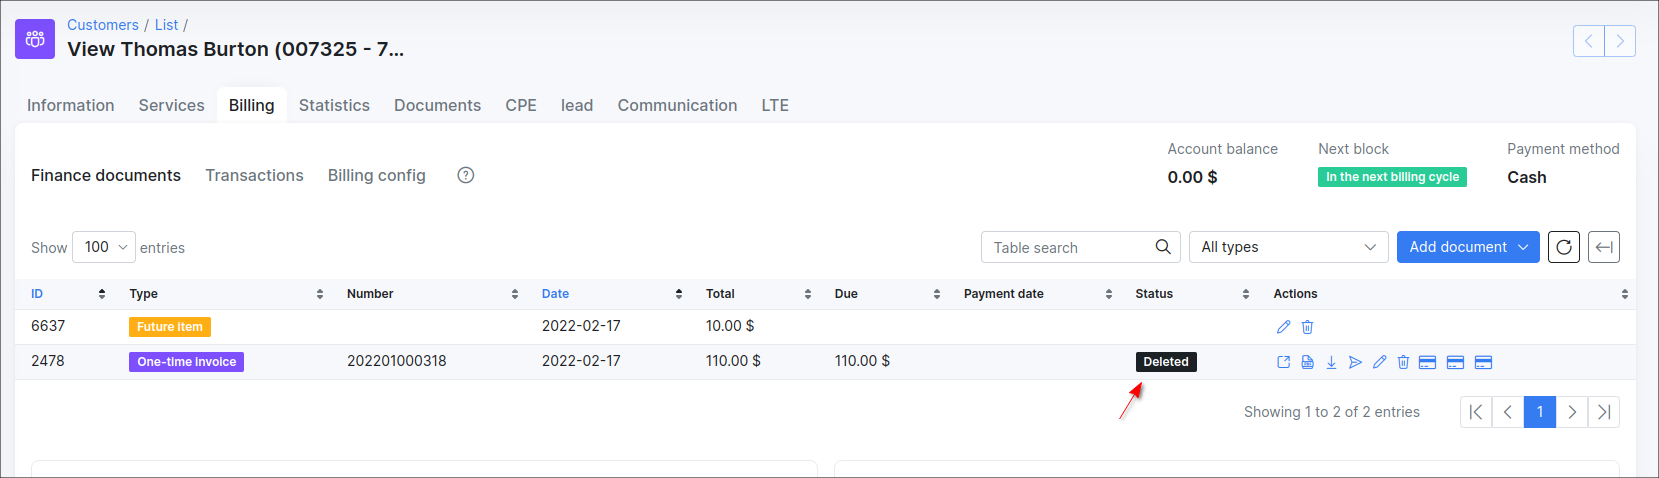 Customers / List /
View Thomas Burton (007325 - 7...
Information Services Billing Statistics Documents CPE lead Communication LTE
Account balance Next block Payment method
Finance documents Transactions Billing config ?
0.00 $ In the next billing cycle Cash
Show 100 entries Table search All types Add document
ID Type Number Date Total Due Payment date Status Actions
6637 Future item 2022-02-17 10.00 $
2478 One-time invoice 202201000318 2022-02-17 110.00 $ 110.00 $ Deleted
Showing 1 to 2 of 2 entries 1